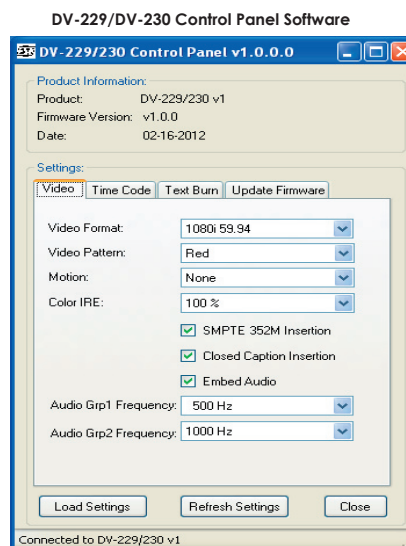 DV-229/DV-230 Control Panel Software
DV-229/230 Control Panel v1.0.0.0
Product Information:
Product: DV-229/230 v1
Firmware Version: v1.0.0
Date: 02-16-2012
Settings:
Video Time Code Text Burn Update Firmware
Video Format: 1080i 59.94
Video Pattern: Red
Motion: None
Color IRE: 100 %
SMPTE 352M Insertion
Closed Caption Insertion
Embed Audio
Audio Grp1 Frequency: 500 Hz
Audio Grp2 Frequency: 1000 Hz
Load Settings Refresh Settings Close
Connected to DV-229/230 v1